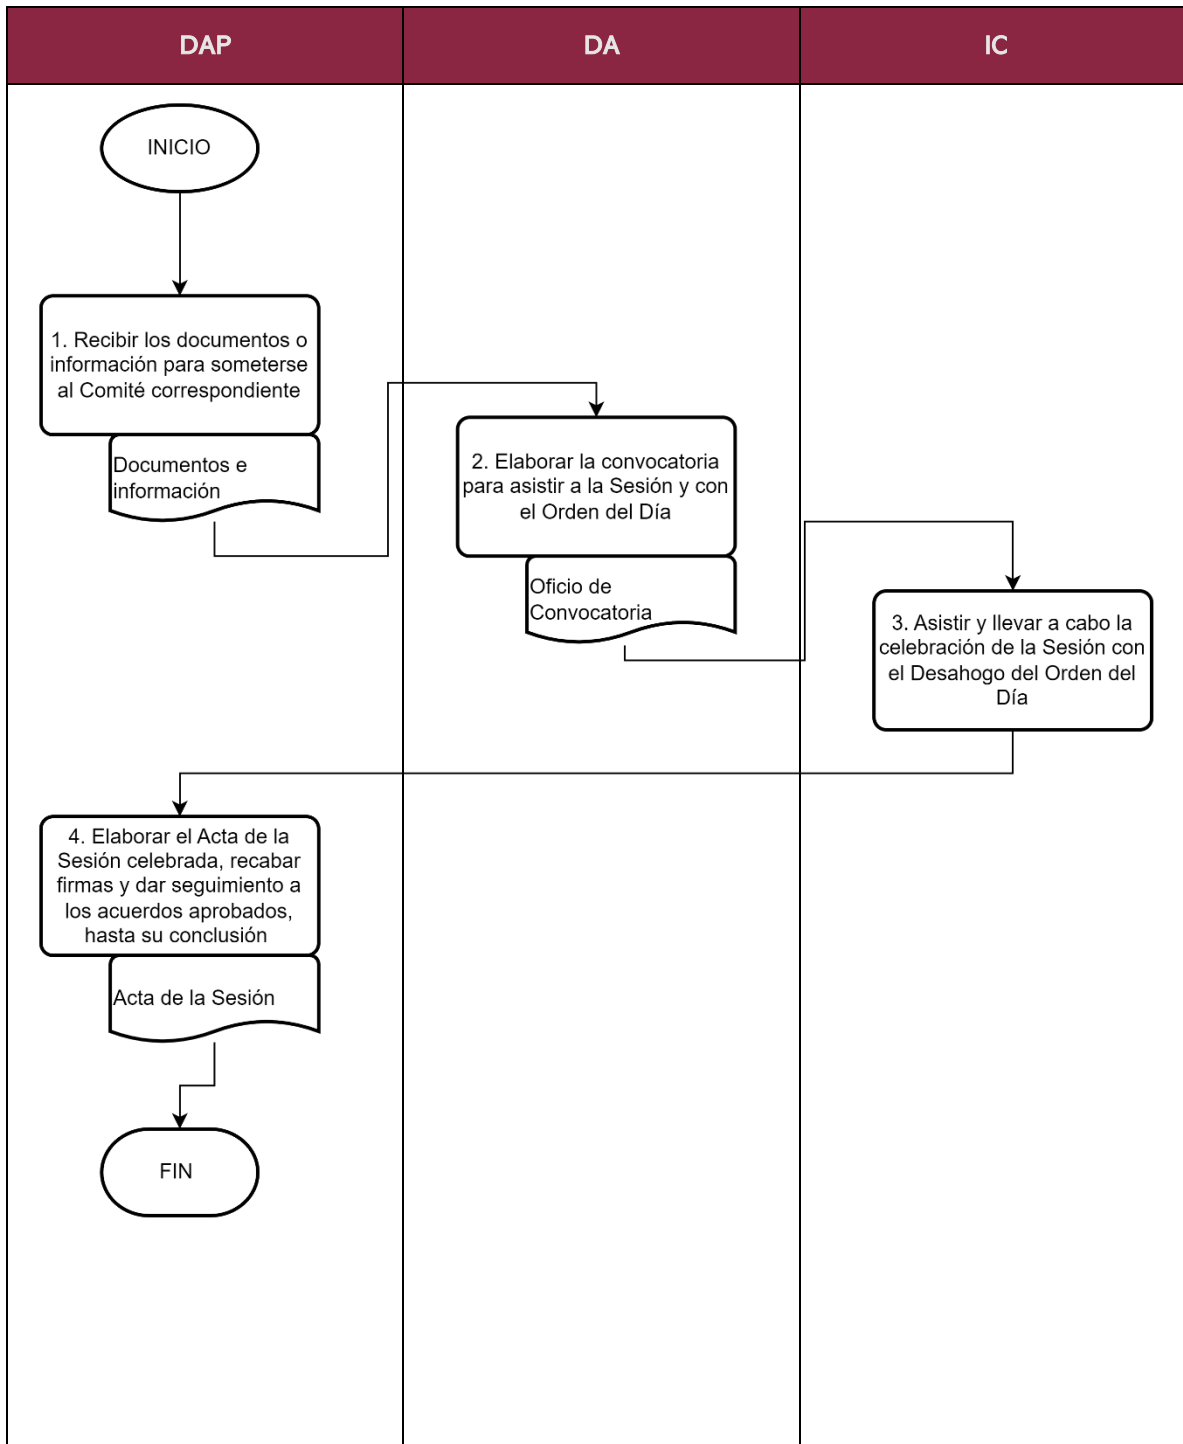 DAP
DA
IC
INICIO
1. Recibir los documentos o
información para someterse
al Comité correspondiente
Documentos e
información
2. Elaborar la convocatoria
para asistir a la Sesión y con
el Orden del Día
Oficio de
Convocatoria
3. Asistir y llevar a cabo la
celebración de la Sesión con
el Desahogo del Orden del
Día
4. Elaborar el Acta de la
Sesión celebrada, recabar
firmas y dar seguimiento a
los acuerdos aprobados,
hasta su conclusión
Acta de la Sesión
FIN